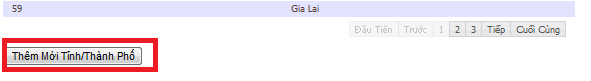 59 Gia Lai
Đầu Tiên Trước 1 2 3 Tiếp Cuối Cùng
Thêm Mới Tỉnh/Thành Phố